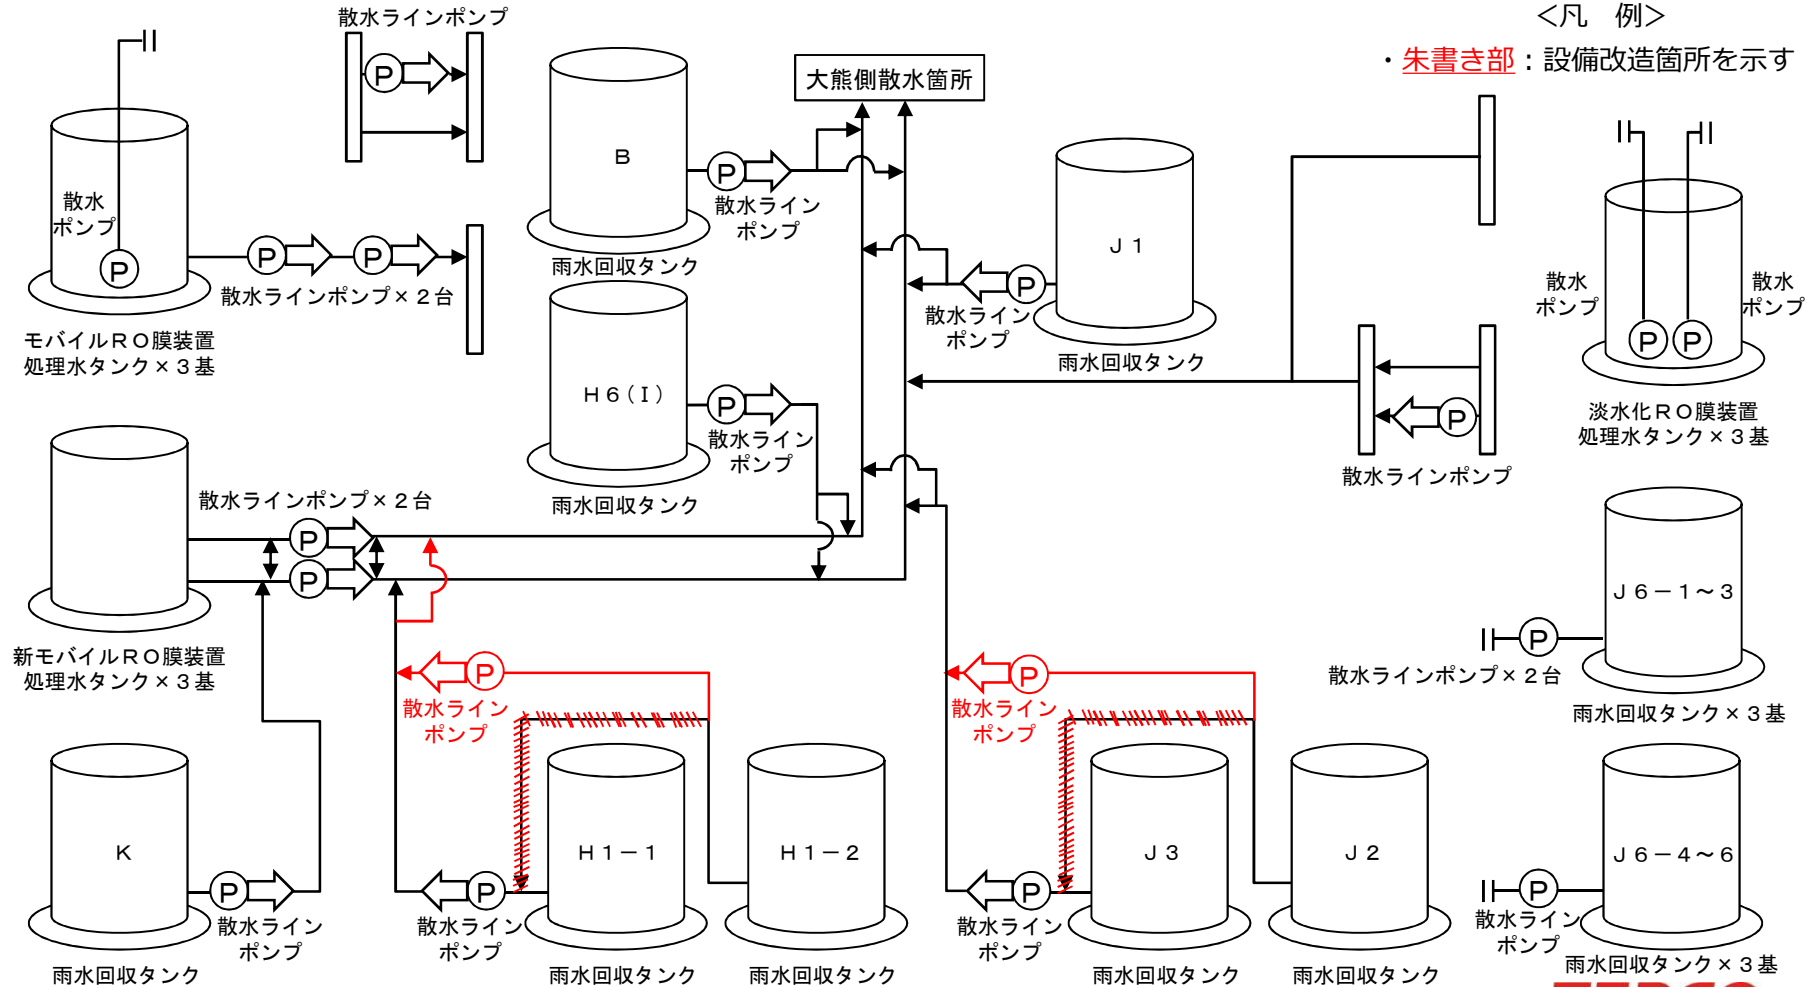 散水ラインポンプ
P
<凡　例>
・朱書き部：設備改造箇所を示す
大熊側散水箇所
散水
ポンプ
P
P
P
散水ラインポンプ×２台
モバイルＲＯ膜装置
処理水タンク×３基
B
P
散水ライン
ポンプ
雨水回収タンク
Ｊ１
P
散水ライン
ポンプ
雨水回収タンク
散水
ポンプ
散水
ポンプ
P
P
淡水化ＲＯ膜装置
処理水タンク×３基
Ｈ６(Ｉ)
P
散水ライン
ポンプ
雨水回収タンク
P
散水ラインポンプ
散水ラインポンプ×２台
P
P
新モバイルＲＯ膜装置
処理水タンク×３基
Ｊ６－１～３
P
散水ラインポンプ×２台
雨水回収タンク×３基
P
散水ライン
ポンプ
P
散水ライン
ポンプ
Ｋ
P
散水ライン
ポンプ
雨水回収タンク
P
散水ライン
ポンプ
Ｈ１－１
雨水回収タンク
Ｈ１－２
雨水回収タンク
P
散水ライン
ポンプ
Ｊ３
雨水回収タンク
Ｊ２
雨水回収タンク
Ｊ６－４～６
P
散水ライン
ポンプ
雨水回収タンク×３基